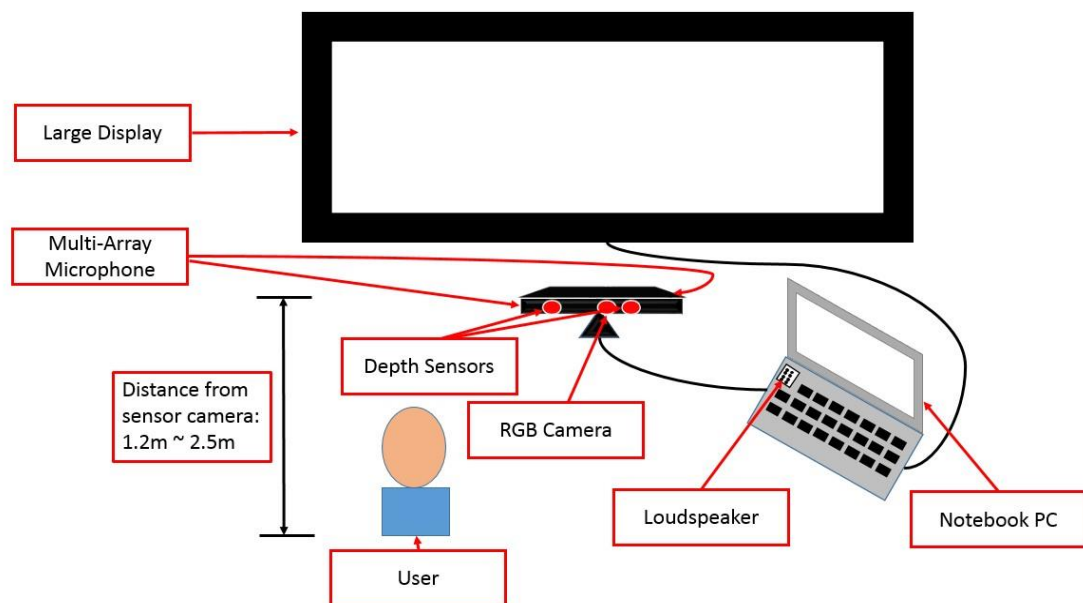 Large Display
Multi-Array
Microphone
Depth Sensors
Distance from
sensor camera:
1.2m ~ 2.5m
RGB Camera
Loudspeaker
Notebook PC
User